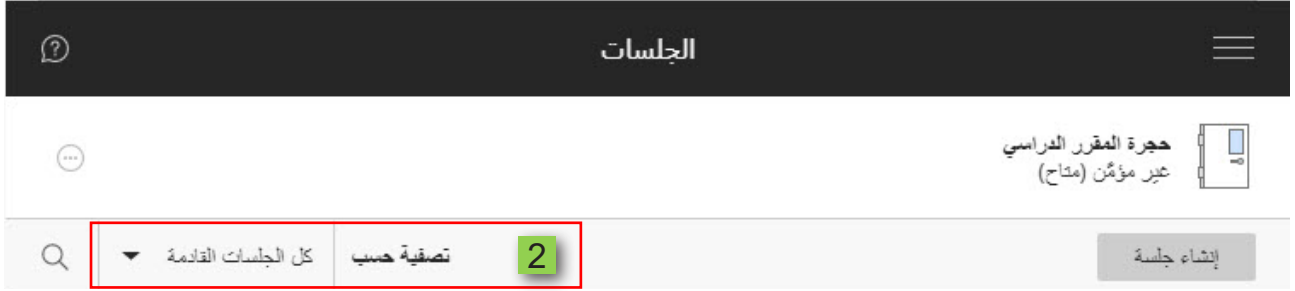 الجلسات
حجرة المقرر الدراسي
غير مؤمَّن (متاح)
إنشاء جلسة
2
تصفية حسب
كل الجلسات القادمة